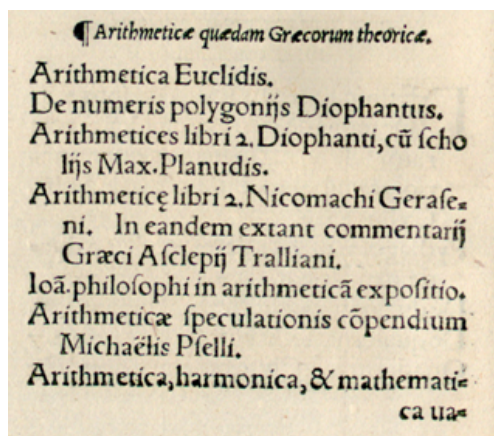 ¶ Arithmeticæ quædam Græcorum theoricæ.
Arithmetica Euclidis.
De numeris polygonijs Diophantus.
Arithmetices libri 2. Diophanti, cũ ſcho
lijs Max. Planudis.
Arithmeticę libri 2. Nicomachi Geraſe⸗
ni. In eandem extant commentarij
Græci Aſclepij Tralliani.
Ioã. philoſophi in arithmeticã expoſitio.
Arithmeticæ ſpeculationis cõpendium
Michaëlis Pſelli.
Arithmetica, harmonica, & mathemati⸗
ca ua⸗